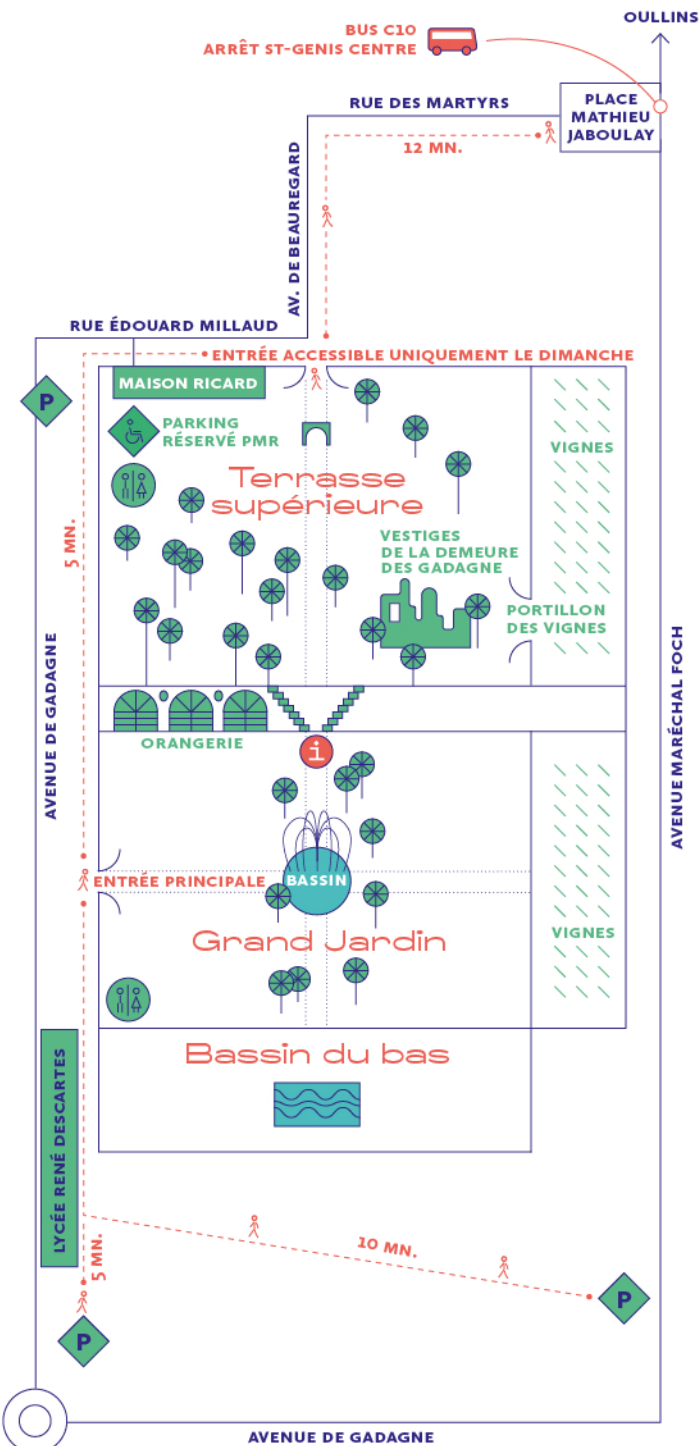 OULLINS
BUS C10
ARRÊT ST-GENIS CENTRE
PLACE
MATHIEU
JABOULAY
RUE DES MARTYRS
12 MN.
AV. DE BEAUREGARD
RUE ÉDOUARD MILLAUD
ENTRÉE ACCESSIBLE UNIQUEMENT LE DIMANCHE
MAISON RICARD
P
PARKING
RÉSERVÉ PMR
VIGNES
Terrasse
supérieure
5 MN.
VESTIGES
DE LA DEMEURE
DES GADAGNE
PORTILLON
DES VIGNES
AVENUE DE GADAGNE
AVENUE MARÉCHAL FOCH
ORANGERIE
i
ENTRÉE PRINCIPALE
BASSIN
Grand Jardin
VIGNES
Bassin du bas
LYCÉE RENÉ DESCARTES
5 MN.
10 MN.
P
P
AVENUE DE GADAGNE